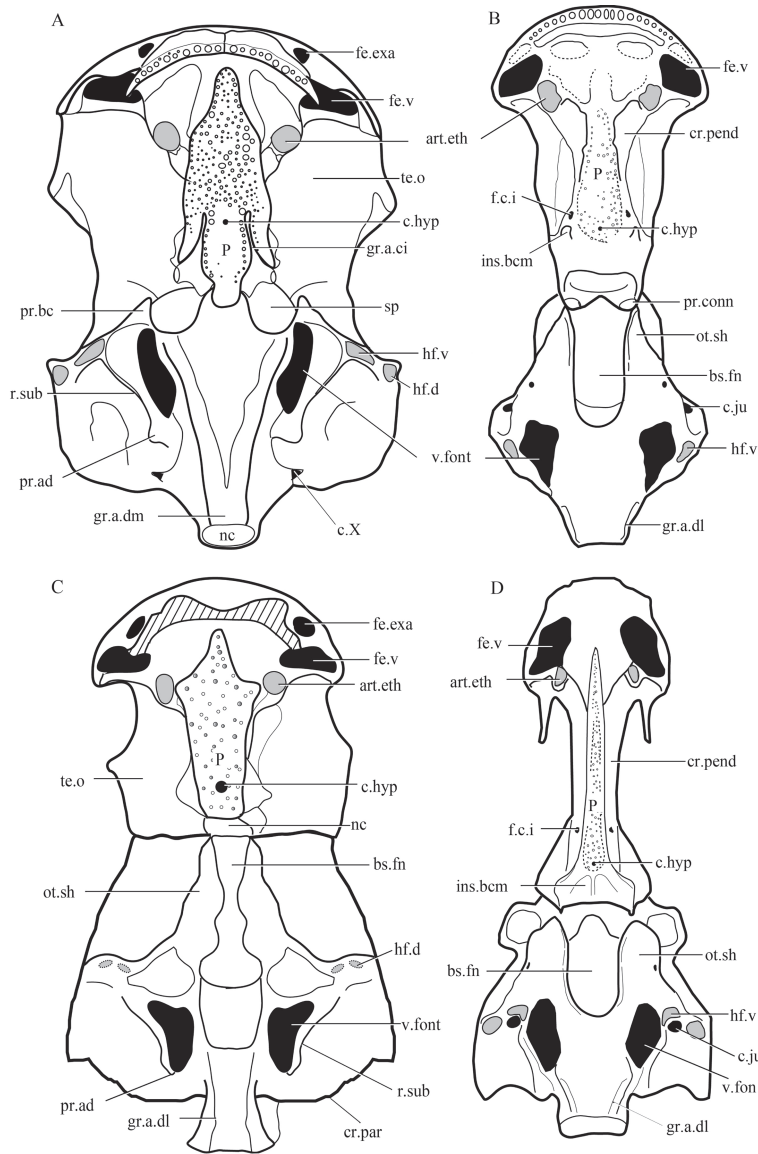 A
fe.exa
fe.v
art.eth
te.o
c.hyp
P
gr.a.ci
pr.bc
sp
hf.v
hf.d
r.sub
v.font
pr.ad
gr.a.dm
nc
c.X
B
fe.v
cr.pend
P
f.c.i
c.hyp
ins.bcm
pr.conn
ot.sh
bs.fn
c.ju
hf.v
gr.a.dl
C
fe.exa
fe.v
art.eth
P
te.o
c.hyp
nc
bs.fn
ot.sh
hf.d
v.font
pr.ad
r.sub
gr.a.dl
cr.par
D
fe.v
art.eth
cr.pend
P
f.c.i
c.hyp
ins.bcm
ot.sh
bs.fn
hf.v
c.ju
v.fon
gr.a.dl